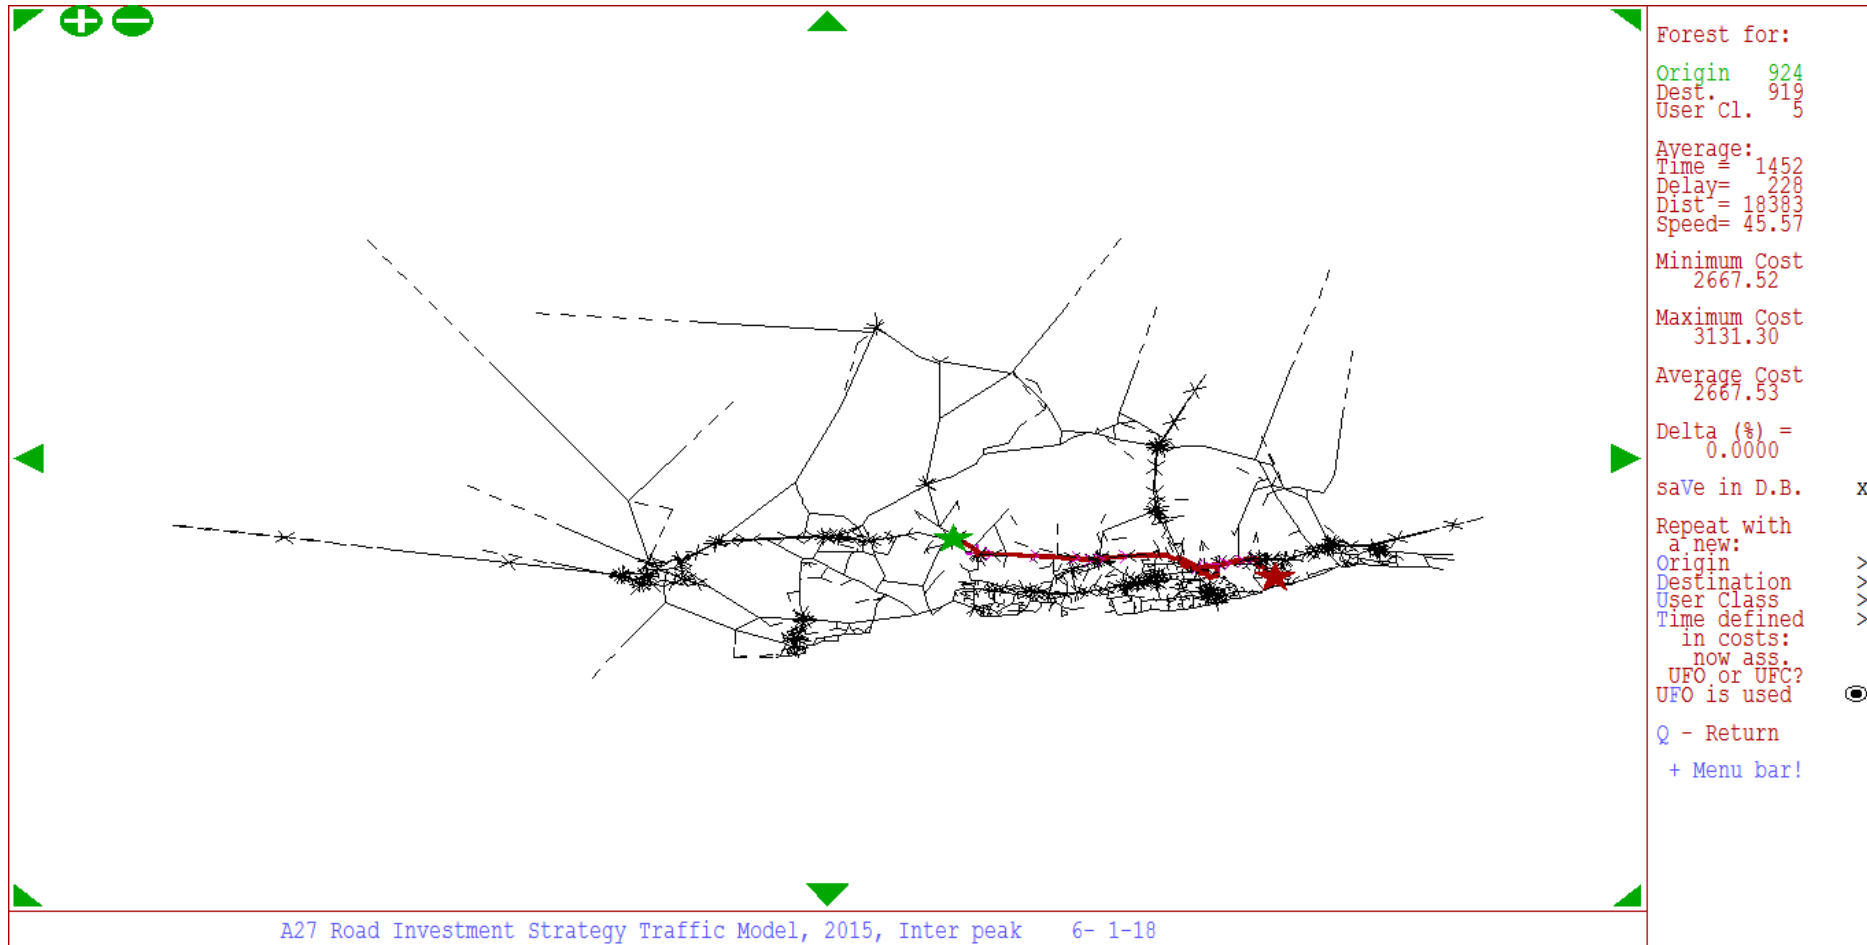 Forest for:
Origin 924
Dest. 919
User Cl. 5
Average:
Time = 1452
Delay= 228
Dist = 18383
Speed= 45.57
Minimum Cost
2667.52
Maximum Cost
3131.30
Average Cost
2667.53
Delta (%) =
0.0000
saVe in D.B. x
Repeat with
a new:
Origin >
Destination >
User Class >
Time defined >
in costs:
now ass.
UFO or UFC?
UFO is used
Q - Return
+ Menu bar!
A27 Road Investment Strategy Traffic Model, 2015, Inter peak 6- 1-18